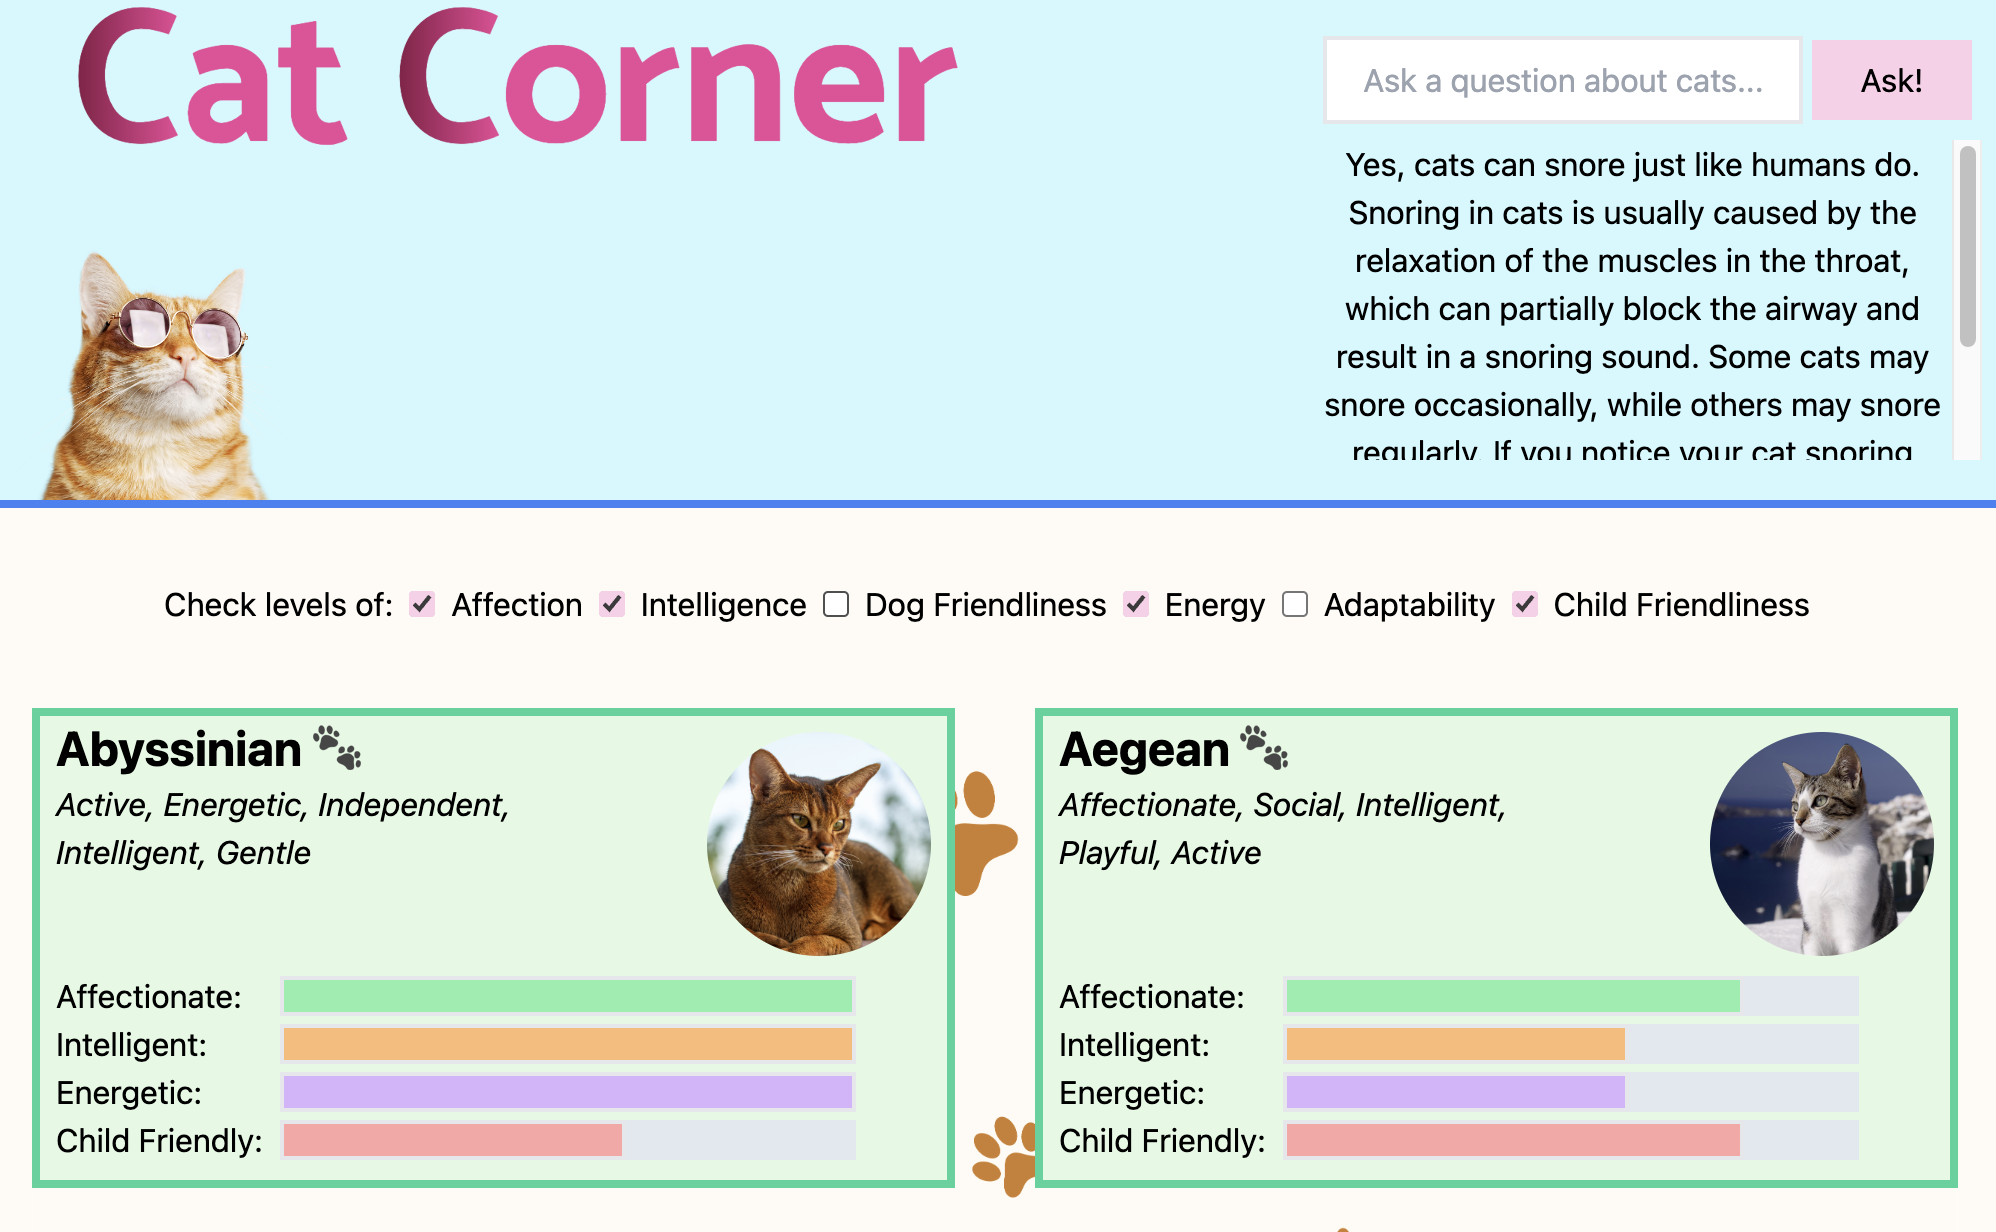 Cat Corner
Ask a question about cats...
Ask!
Yes, cats can snore just like humans do.
Snoring in cats is usually caused by the
relaxation of the muscles in the throat,
which can partially block the airway and
result in a snoring sound. Some cats may
snore occasionally, while others may snore
regularly. If you notice your cat snoring
Check levels of: Affection Intelligence Dog Friendliness Energy Adaptability Child Friendliness
Abyssinian
Active, Energetic, Independent,
Intelligent, Gentle
Affectionate:
Intelligent:
Energetic:
Child Friendly:
Aegean
Affectionate, Social, Intelligent,
Playful, Active
Affectionate:
Intelligent:
Energetic:
Child Friendly: